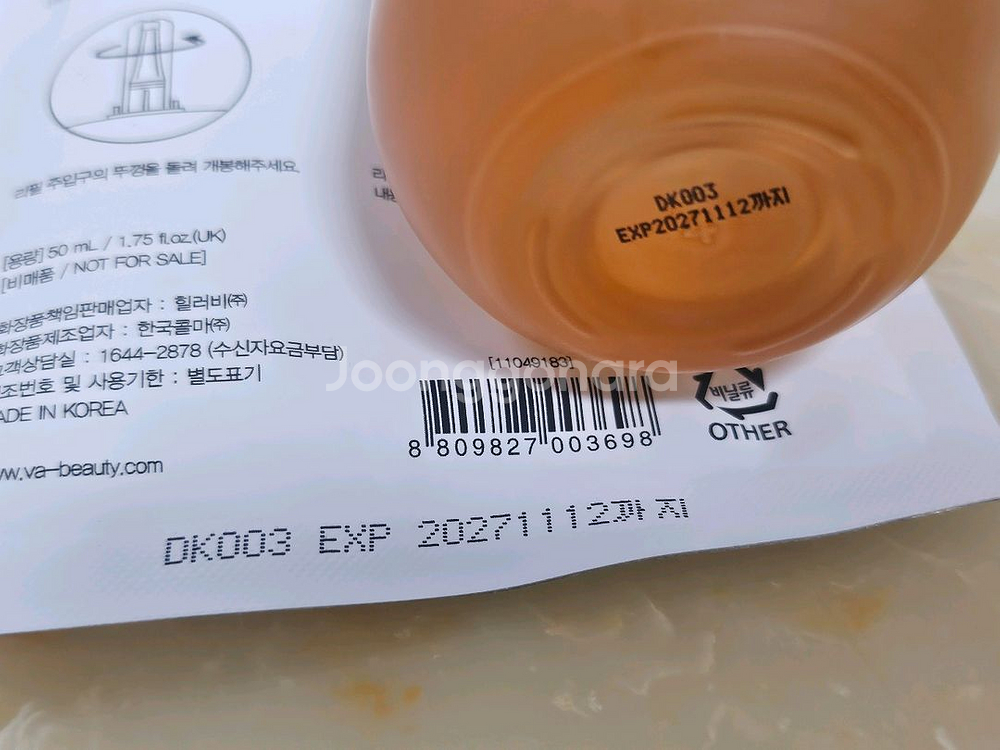 리필 주입구의 뚜껑을 돌려 개봉해주세요.
리
내
[용량] 50 mL / 1.75 fl.oz.(UK)
[비매품 / NOT FOR SALE]
화장품책임판매업자 : 힐러비㈜
화장품제조업자 : 한국콜마㈜
고객상담실 : 1644-2878 (수신자요금부담)
조번호 및 사용기한 : 별도표기
ADE IN KOREA
ww.va-beauty.com
DK003
EXP20271112까지
[11049183]
8 809827 003698
비닐류
OTHER
DK003 EXP 20271112까지
Joonggonara